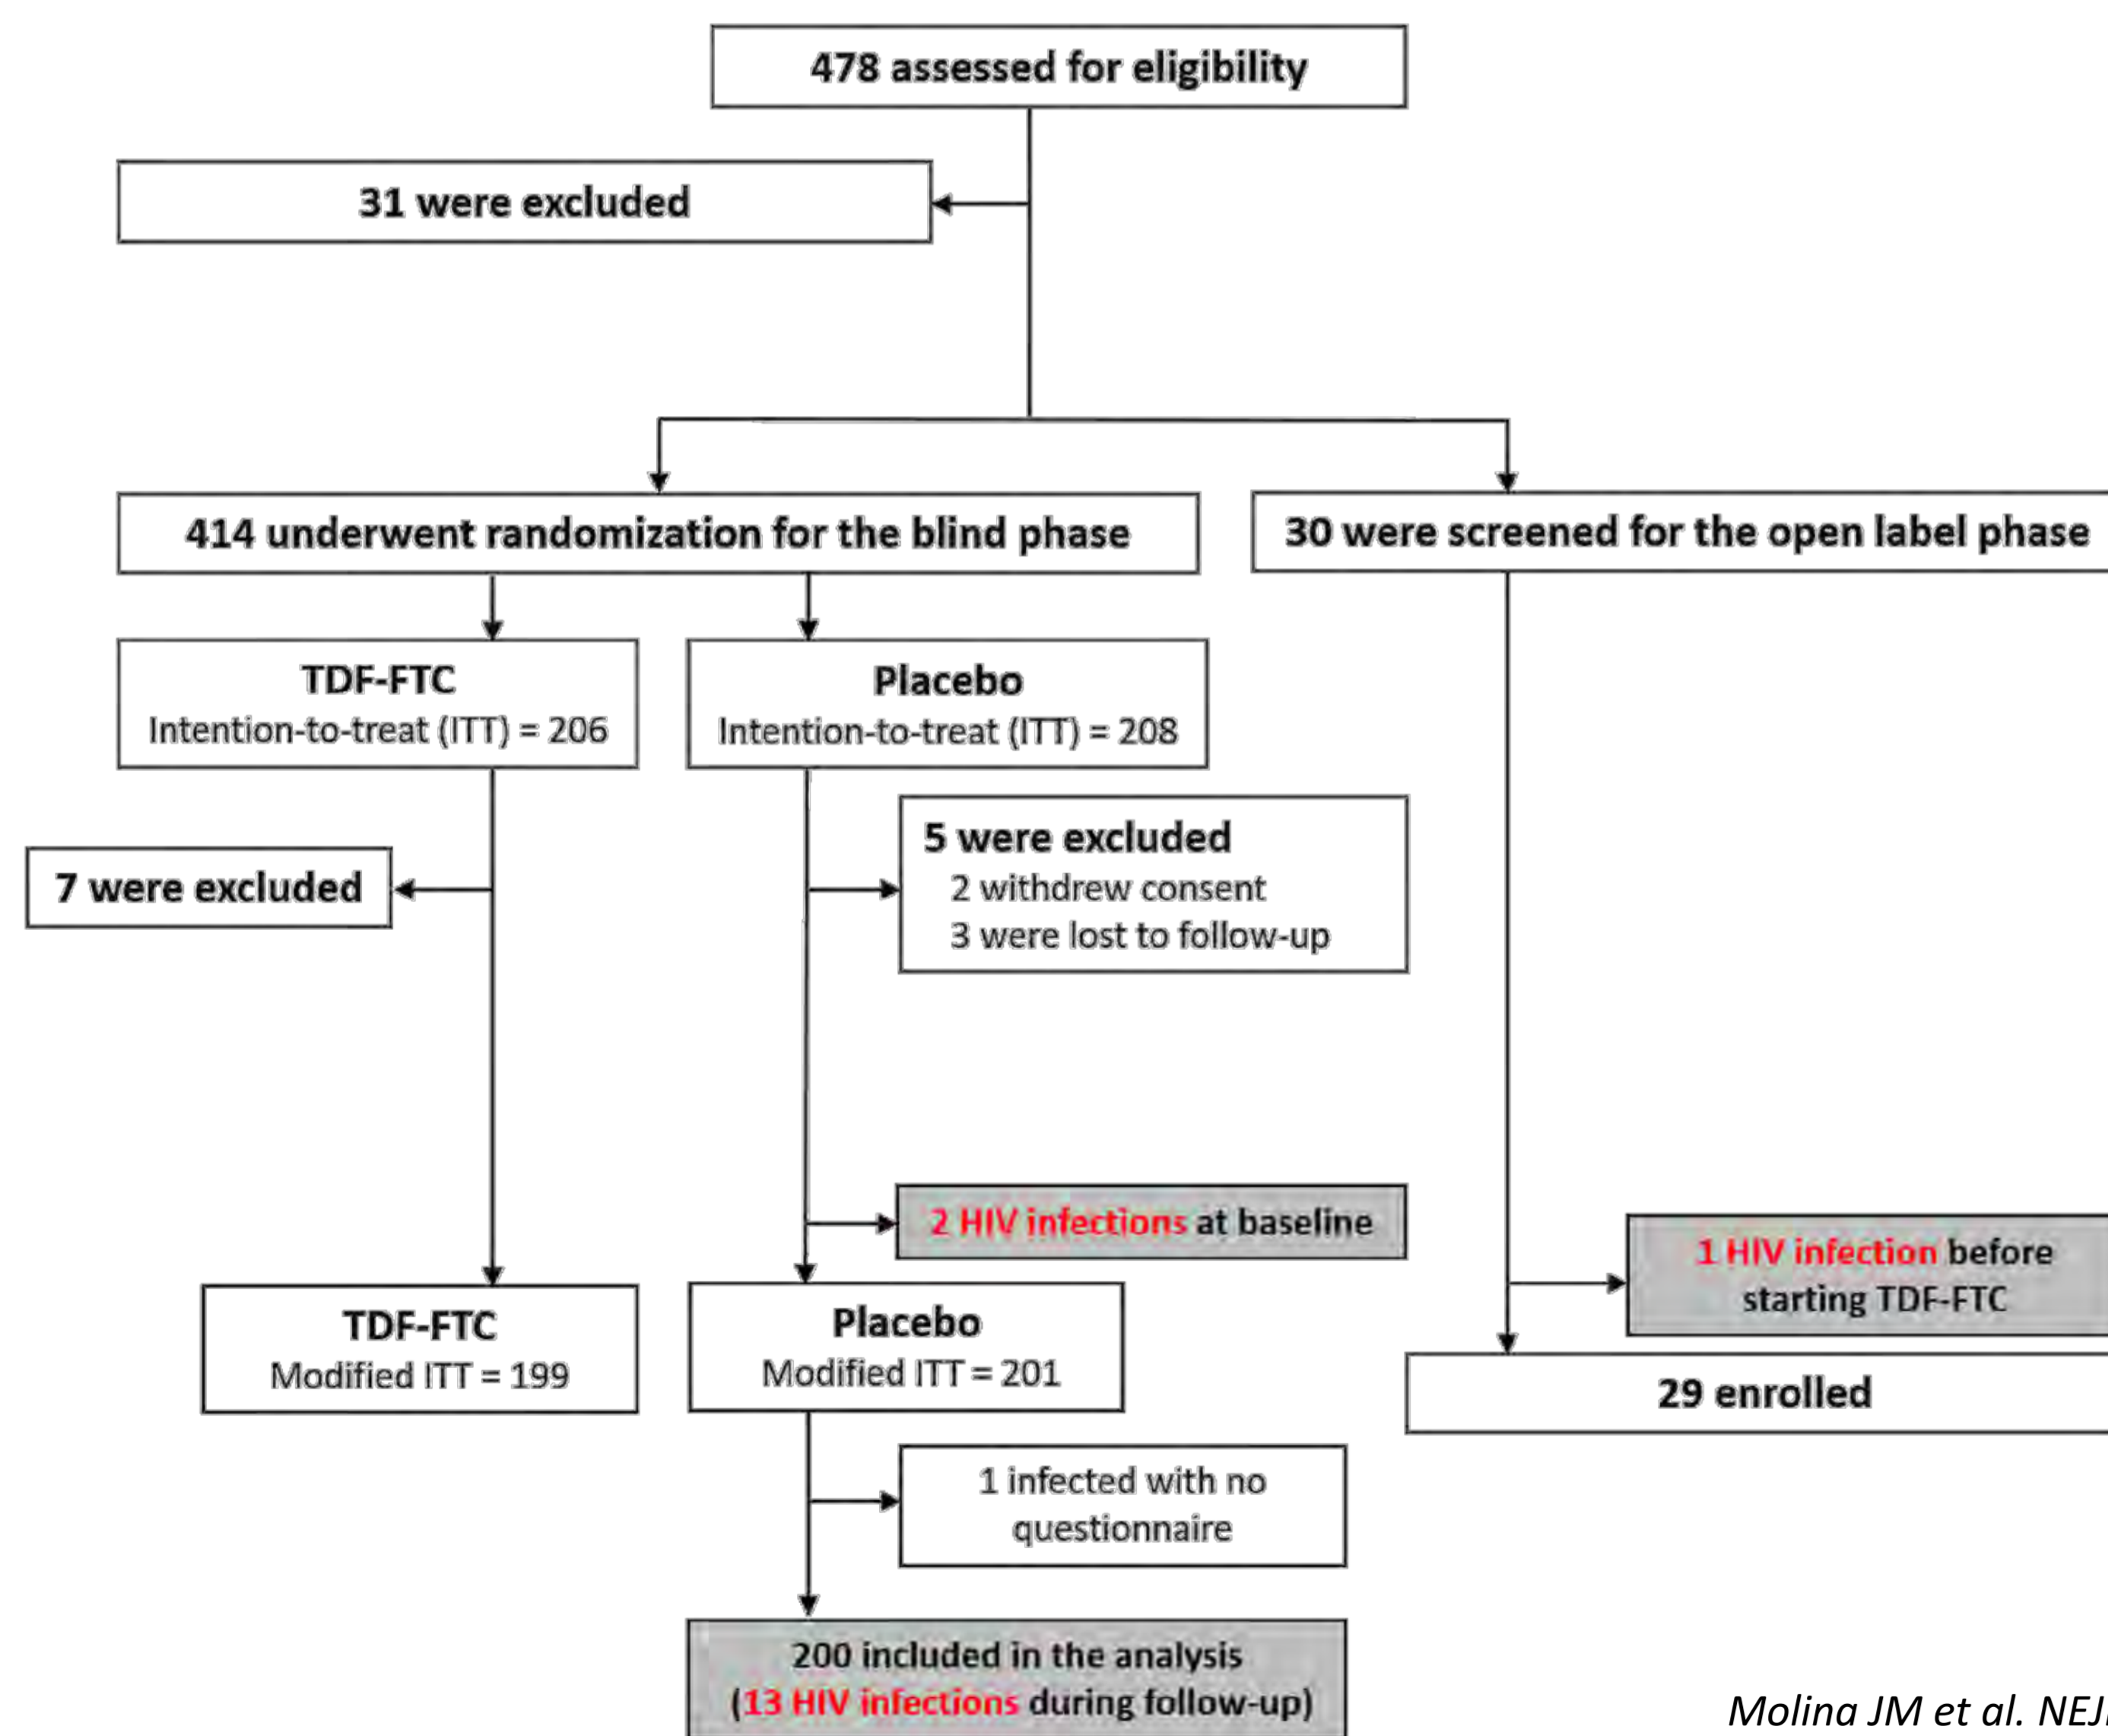 478 assessed for eligibility
31 were excluded
414 underwent randomization for the blind phase
30 were screened for the open label phase
TDF-FTC
Intention-to-treat (ITT) = 206
Placebo
Intention-to-treat (ITT) = 208
7 were excluded
5 were excluded
2 withdrew consent
3 were lost to follow-up
2 HIV infections at baseline
1 HIV infection before
starting TDF-FTC
TDF-FTC
Modified ITT = 199
Placebo
Modified ITT = 201
29 enrolled
1 infected with no
questionnaire
200 included in the analysis
(13 HIV infections during follow-up)
Molina JM et al.